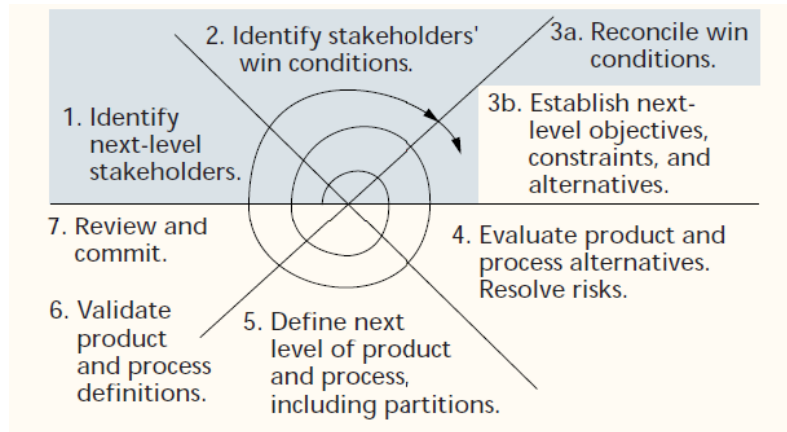 2. Identify stakeholders'
win conditions.
3a. Reconcile win
conditions.
1. Identify
next-level
stakeholders.
3b. Establish next-
level objectives,
constraints, and
alternatives.
7. Review and
commit.
4. Evaluate product and
process alternatives.
Resolve risks.
6. Validate
product
and process
definitions.
5. Define next
level of product
and process,
including partitions.